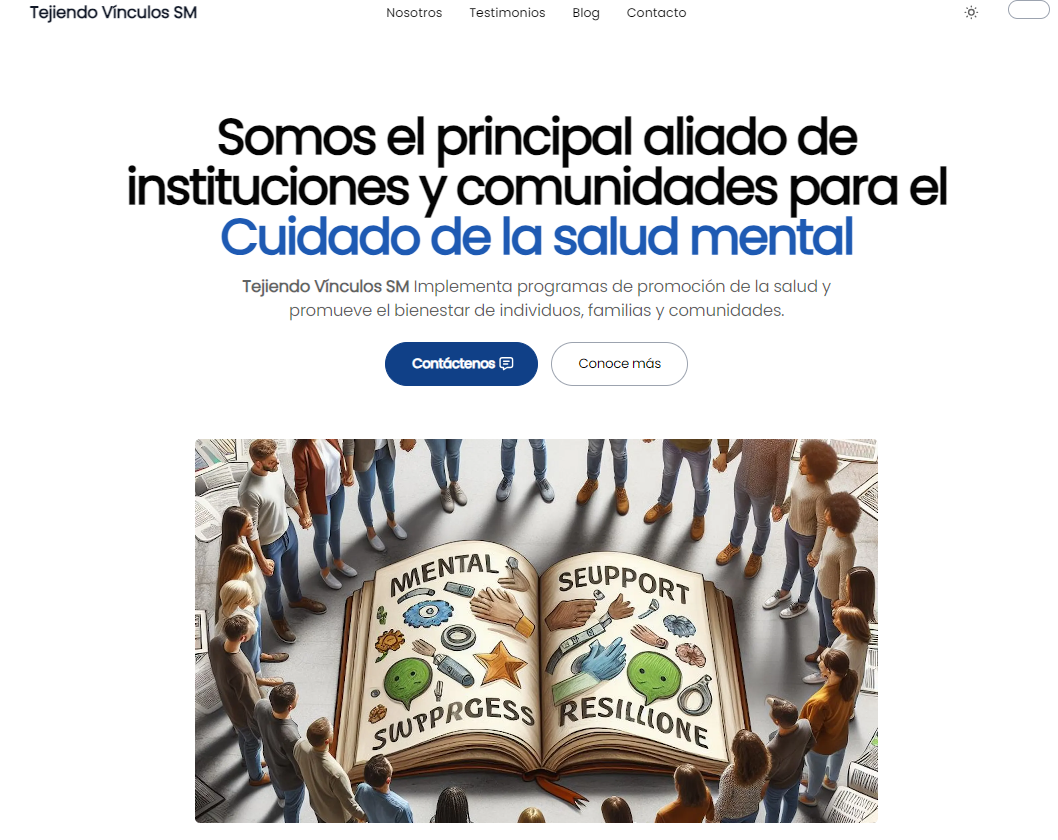 Tejiendo Vínculos SM
Nosotros Testimonios Blog Contacto
Somos el principal aliado de
instituciones y comunidades para el
Cuidado de la salud mental
Tejiendo Vínculos SM Implementa programas de promoción de la salud y
promueve el bienestar de individuos, familias y comunidades.
Contáctenos
Conoce más
MENTAL
SEUPPORT
SWTPRGESS
RESILLIONE